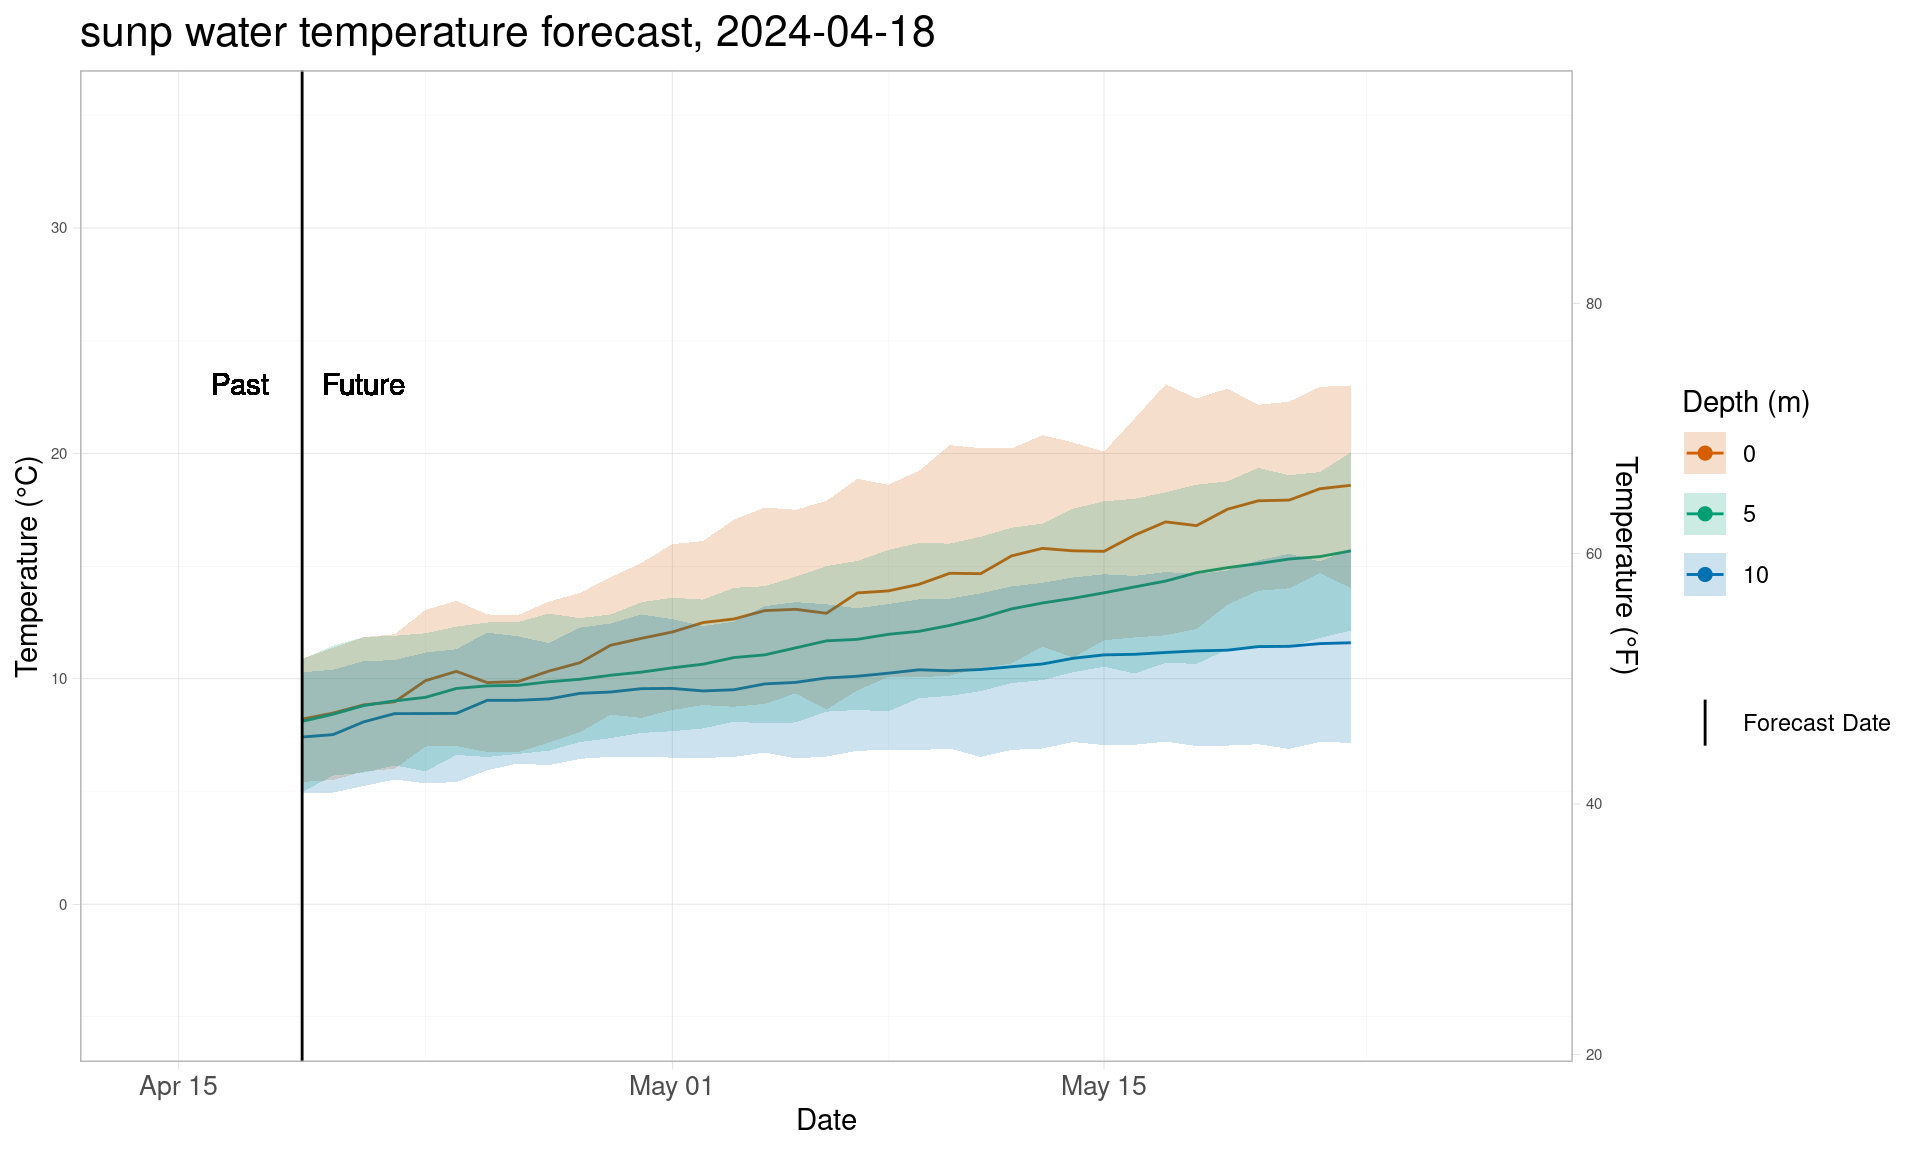 sunp water temperature forecast, 2024-04-18
Past
Future
30
20
10
0
Temperature (°C)
80
60
40
20
Temperature (°F)
Apr 15
May 01
May 15
Date
Depth (m)
0
5
10
Forecast Date